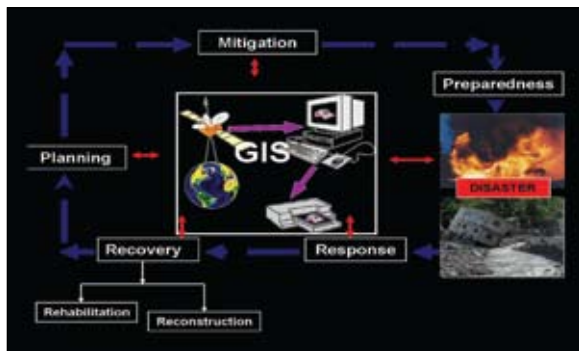 Mitigation
Preparedness
GIS
Planning
DISASTER
Recovery
Response
Rehabilitation
Reconstruction